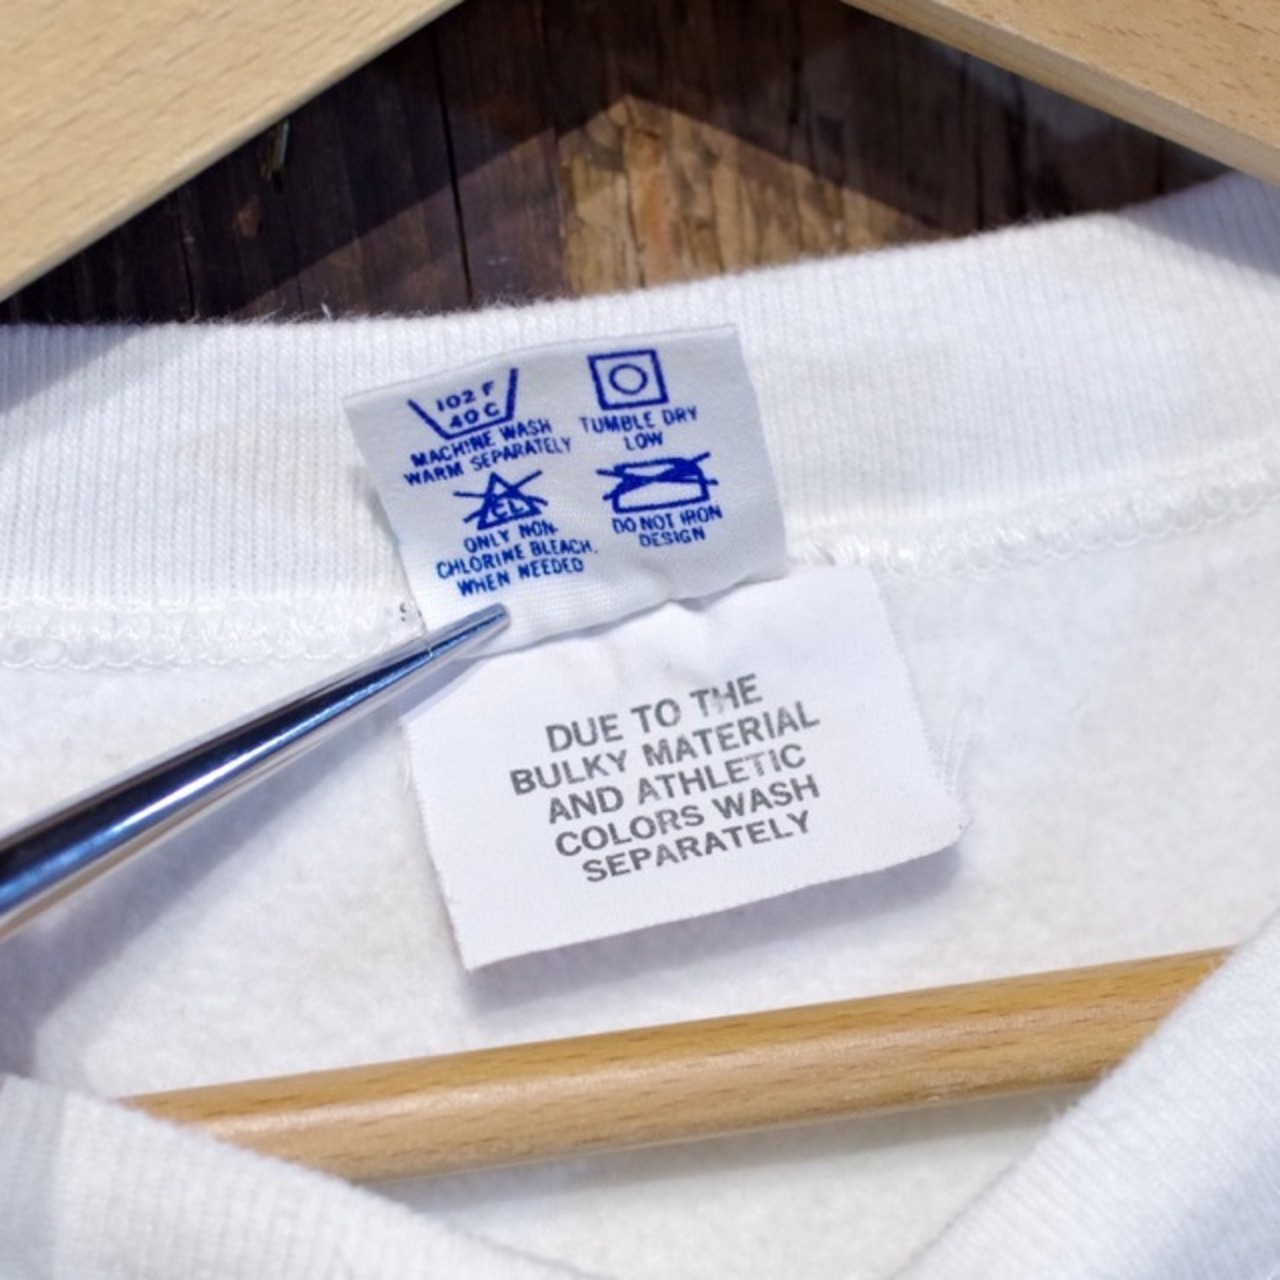 102 F
40 C
MACHINE WASH
WARM SEPARATELY
TUMBLE DRY
LOW
CL
ONLY NON-
CHLORINE BLEACH,
WHEN NEEDED
DO NOT IRON
DESIGN
DUE TO THE
BULKY MATERIAL
AND ATHLETIC
COLORS WASH
SEPARATELY